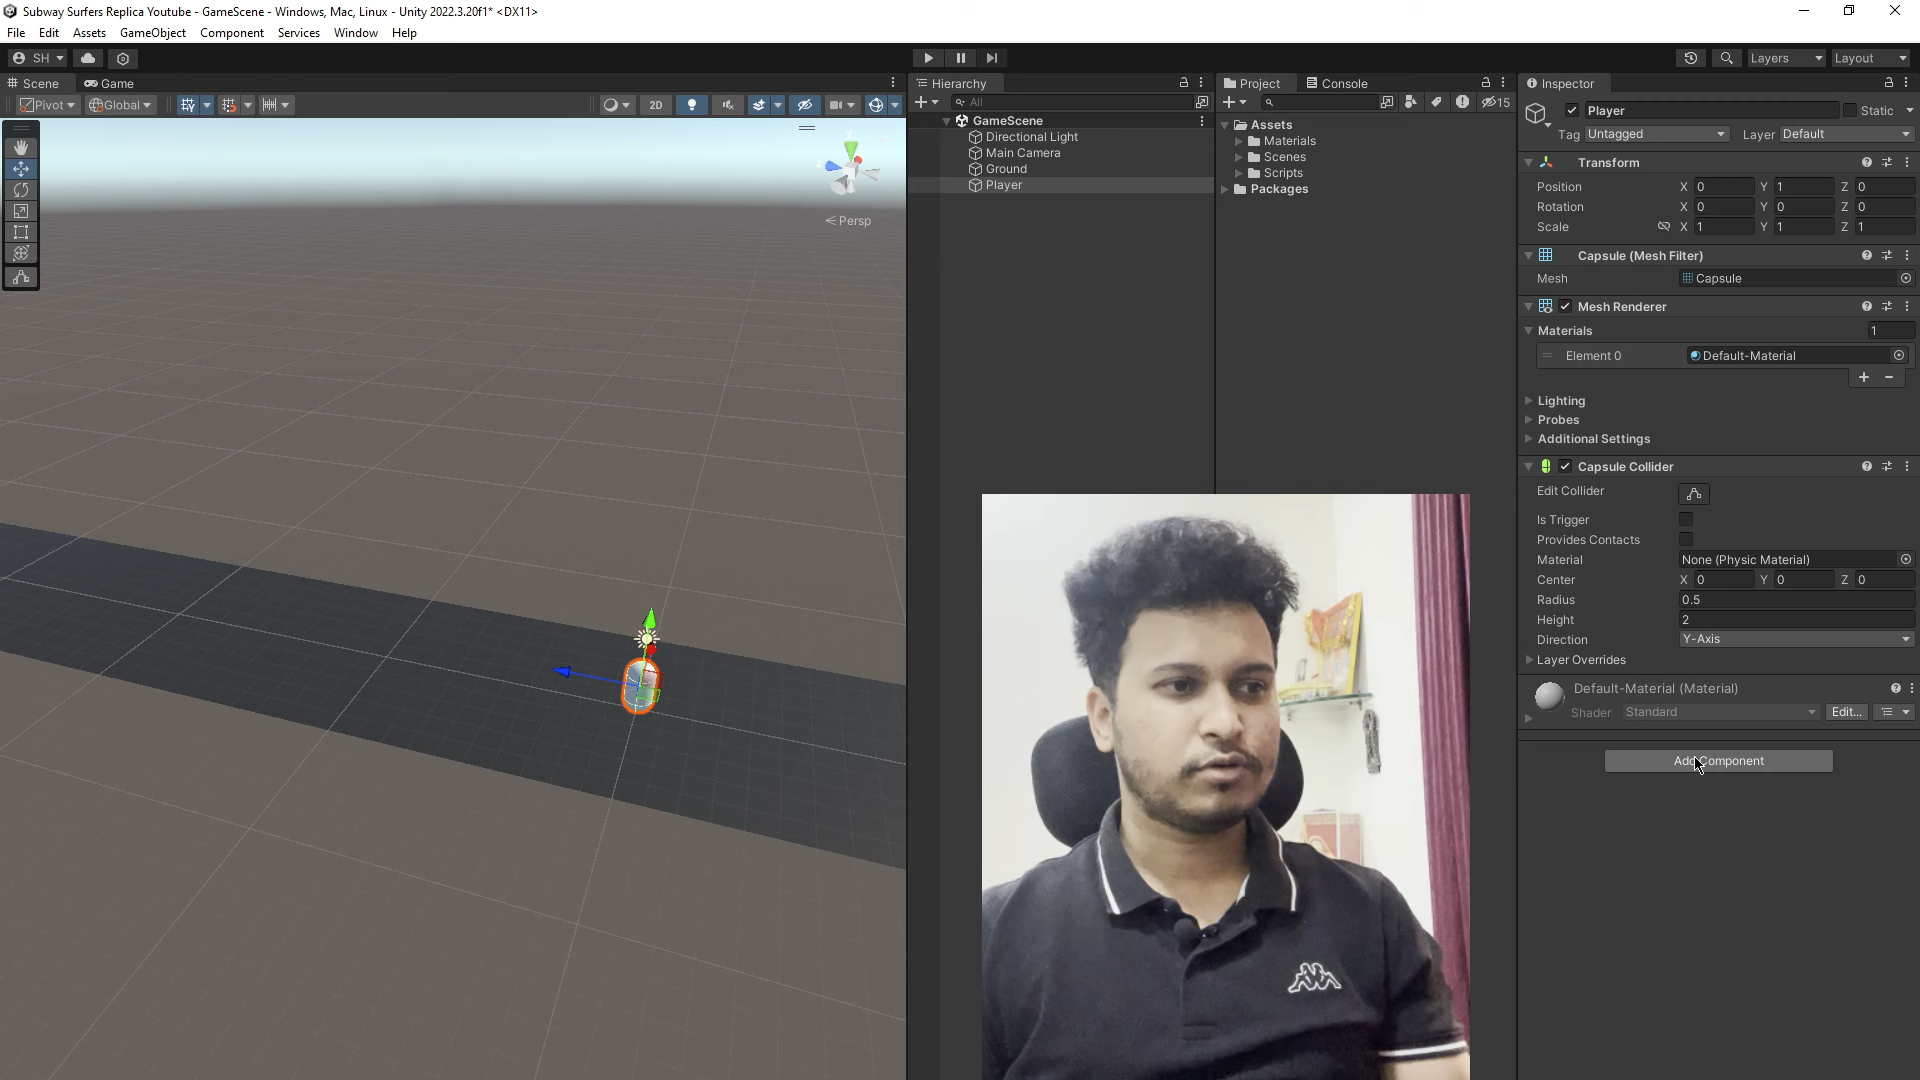 Subway Surfers Replica Youtube - GameScene - Windows, Mac, Linux - Unity 2022.3.20f1* <DX11>
File Edit Assets GameObject Component Services Window Help
SH Layers Layout
Scene Game
Pivot Global 2D
Persp
Hierarchy
All
GameScene
Directional Light
Main Camera
Ground
Player
Project Console
15
Assets
Materials
Scenes
Scripts
Packages
Inspector
Player Static
Tag Untagged Layer Default
Transform
Position X 0 Y 1 Z 0
Rotation X 0 Y 0 Z 0
Scale X 1 Y 1 Z 1
Capsule (Mesh Filter)
Mesh Capsule
Mesh Renderer
Materials 1
Element 0 Default-Material
Lighting
Probes
Additional Settings
Capsule Collider
Edit Collider
Is Trigger
Provides Contacts
Material None (Physic Material)
Center X 0 Y 0 Z 0
Radius 0.5
Height 2
Direction Y-Axis
Layer Overrides
Default-Material (Material)
Shader Standard Edit...
Add Component